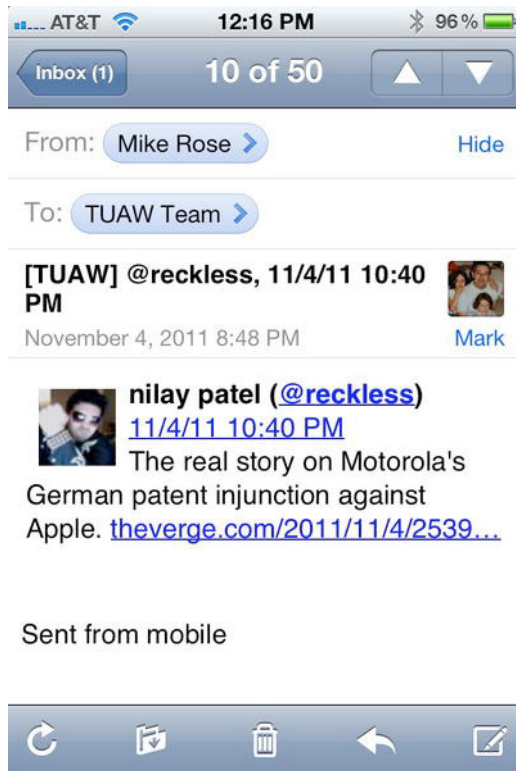 AT&T 12:16 PM 96%
Inbox (1) 10 of 50
From: Mike Rose Hide
To: TUAW Team
[TUAW] @reckless, 11/4/11 10:40
PM
November 4, 2011 8:48 PM Mark
nilay patel (@reckless)
11/4/11 10:40 PM
The real story on Motorola's
German patent injunction against
Apple. theverge.com/2011/11/4/2539...
Sent from mobile